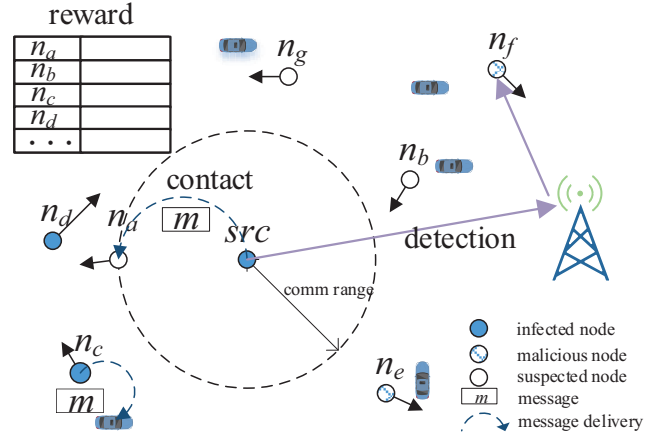 reward
n_a
n_b
n_c
n_d
. . .
n_g
n_f
n_b
contact
n_d
n_a
m
src
detection
comm range
n_c
m
n_e
infected node
malicious node
suspected node
m message
message delivery